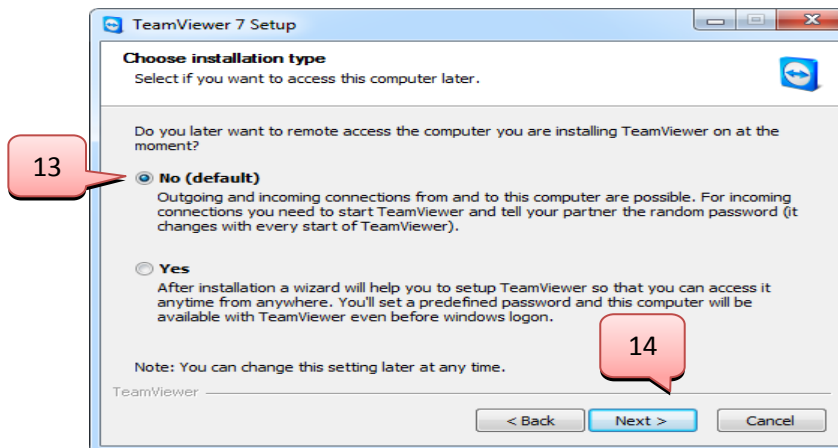 TeamViewer 7 Setup
Choose installation type
Select if you want to access this computer later.
Do you later want to remote access the computer you are installing TeamViewer on at the
moment?
13
No (default)
Outgoing and incoming connections from and to this computer are possible. For incoming
connections you need to start TeamViewer and tell your partner the random password (it
changes with every start of TeamViewer).
Yes
After installation a wizard will help you to setup TeamViewer so that you can access it
anytime from anywhere. You'll set a predefined password and this computer will be
available with TeamViewer even before windows logon.
14
Note: You can change this setting later at any time.
TeamViewer
< Back Next > Cancel